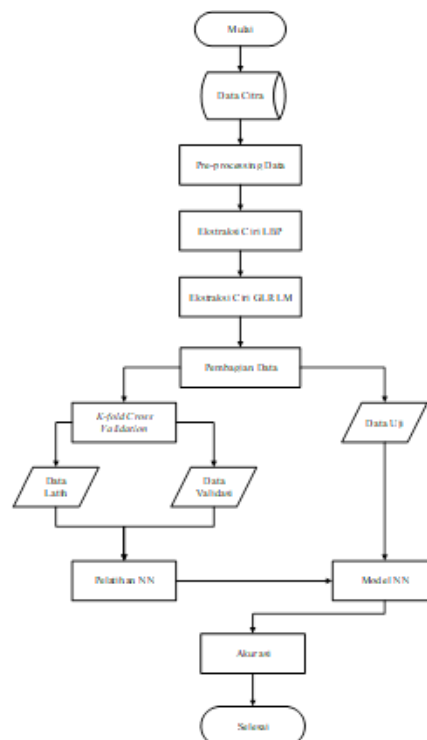 Mulai
Data Citra
Pre-processing Data
Ekstraksi Ciri LBP
Ekstraksi Ciri GLRLM
Pembagian Data
K-fold Cross
Validation
Data Uji
Data
Latih
Data
Validasi
Pelatihan NN
Model NN
Akurasi
Selesai